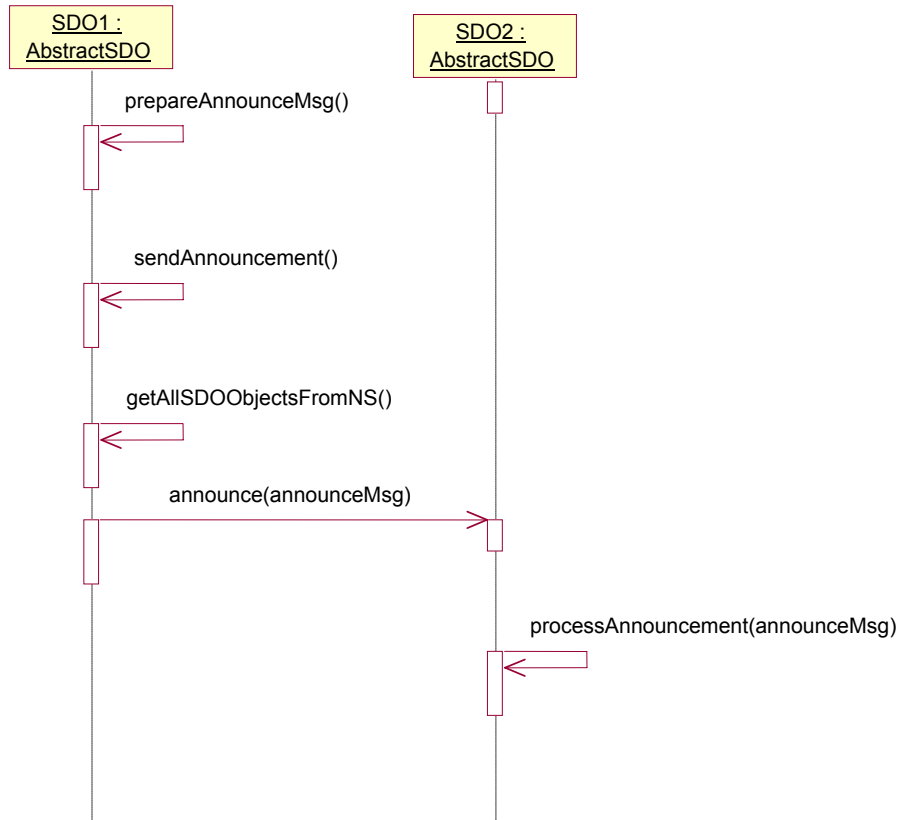 SDO1 :
AbstractSDO
SDO2 :
AbstractSDO
prepareAnnounceMsg()
sendAnnouncement()
getAllSDOObjectsFromNS()
announce(announceMsg)
processAnnouncement(announceMsg)